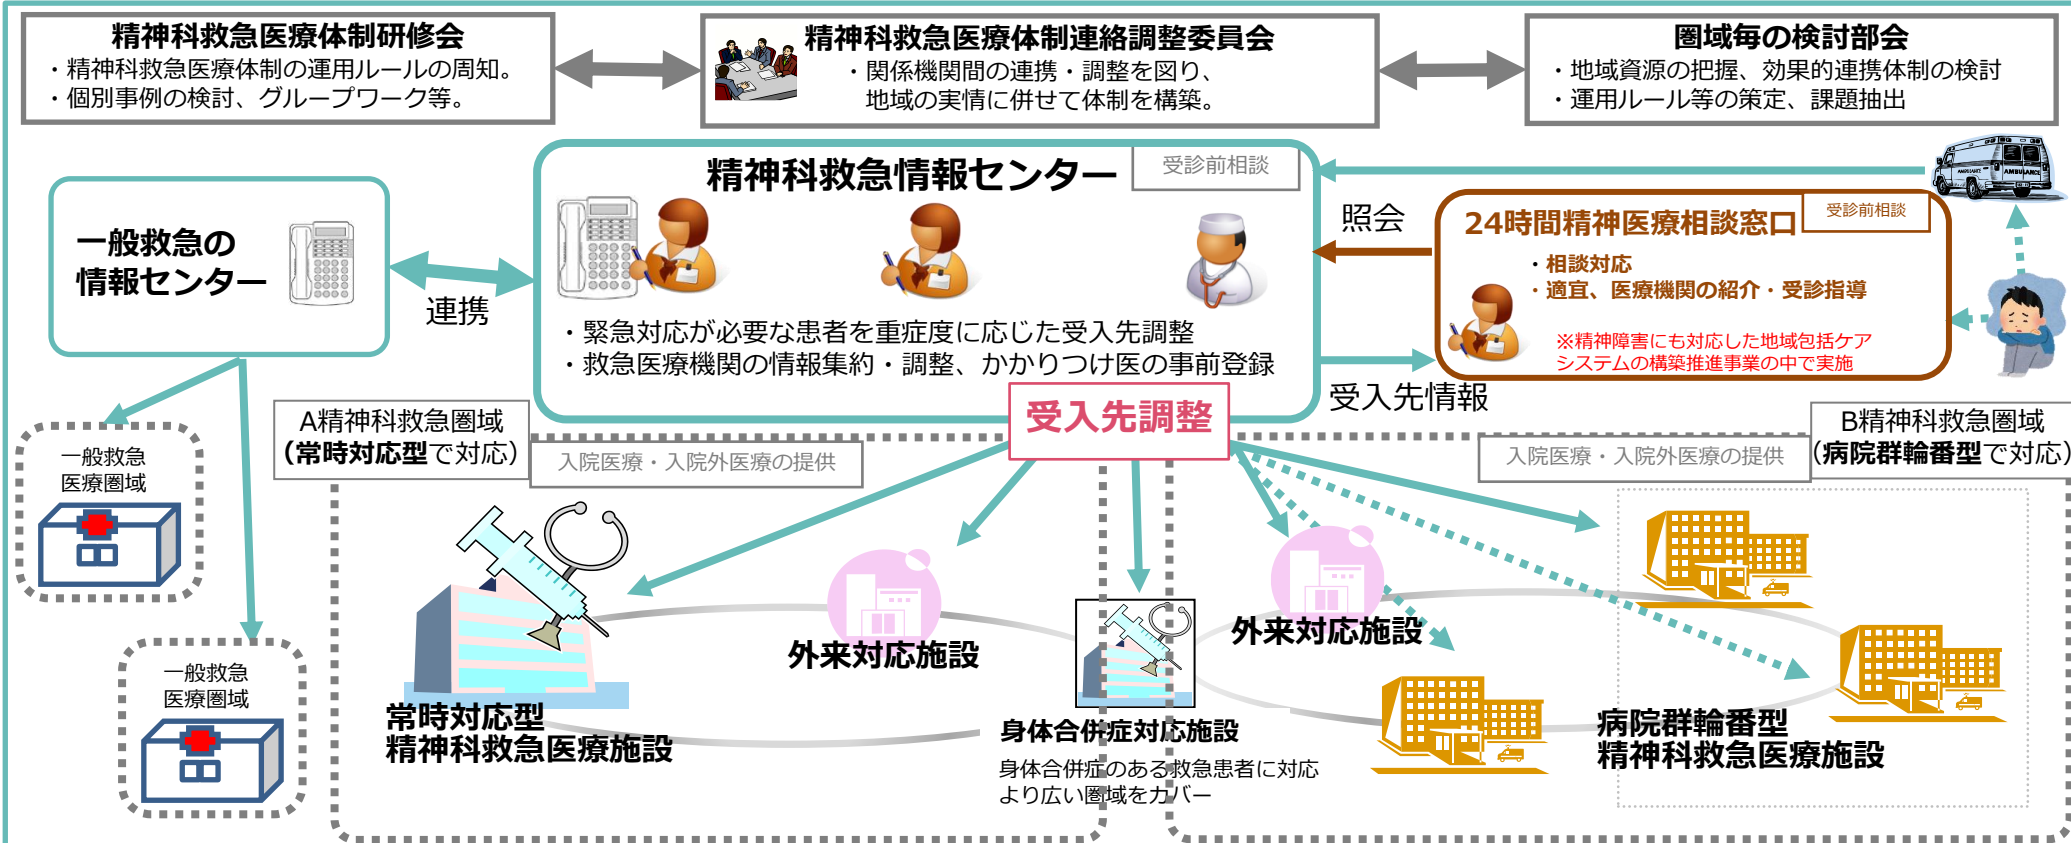 精神科救急医療体制研修会
・精神科救急医療体制の運用ルールの周知。
・個別事例の検討、グループワーク等。
精神科救急医療体制連絡調整委員会
・関係機関間の連携・調整を図り、
地域の実情に併せて体制を構築。
圏域毎の検討部会
・地域資源の把握、効果的連携体制の検討
・運用ルール等の策定、課題抽出
精神科救急情報センター
受診前相談
・緊急対応が必要な患者を重症度に応じた受入先調整
・救急医療機関の情報集約・調整、かかりつけ医の事前登録
一般救急の
情報センター
連携
照会
受入先情報
24時間精神医療相談窓口
受診前相談
・相談対応
・適宜、医療機関の紹介・受診指導
※精神障害にも対応した地域包括ケア
システムの構築推進事業の中で実施
AMBULANCE
AMBULANCE
受入先調整
A精神科救急圏域
(常時対応型で対応)
入院医療・入院外医療の提供
入院医療・入院外医療の提供
B精神科救急圏域
(病院群輪番型で対応)
一般救急
医療圏域
一般救急
医療圏域
常時対応型
精神科救急医療施設
外来対応施設
身体合併症対応施設
身体合併症のある救急患者に対応
より広い圏域をカバー
外来対応施設
病院群輪番型
精神科救急医療施設